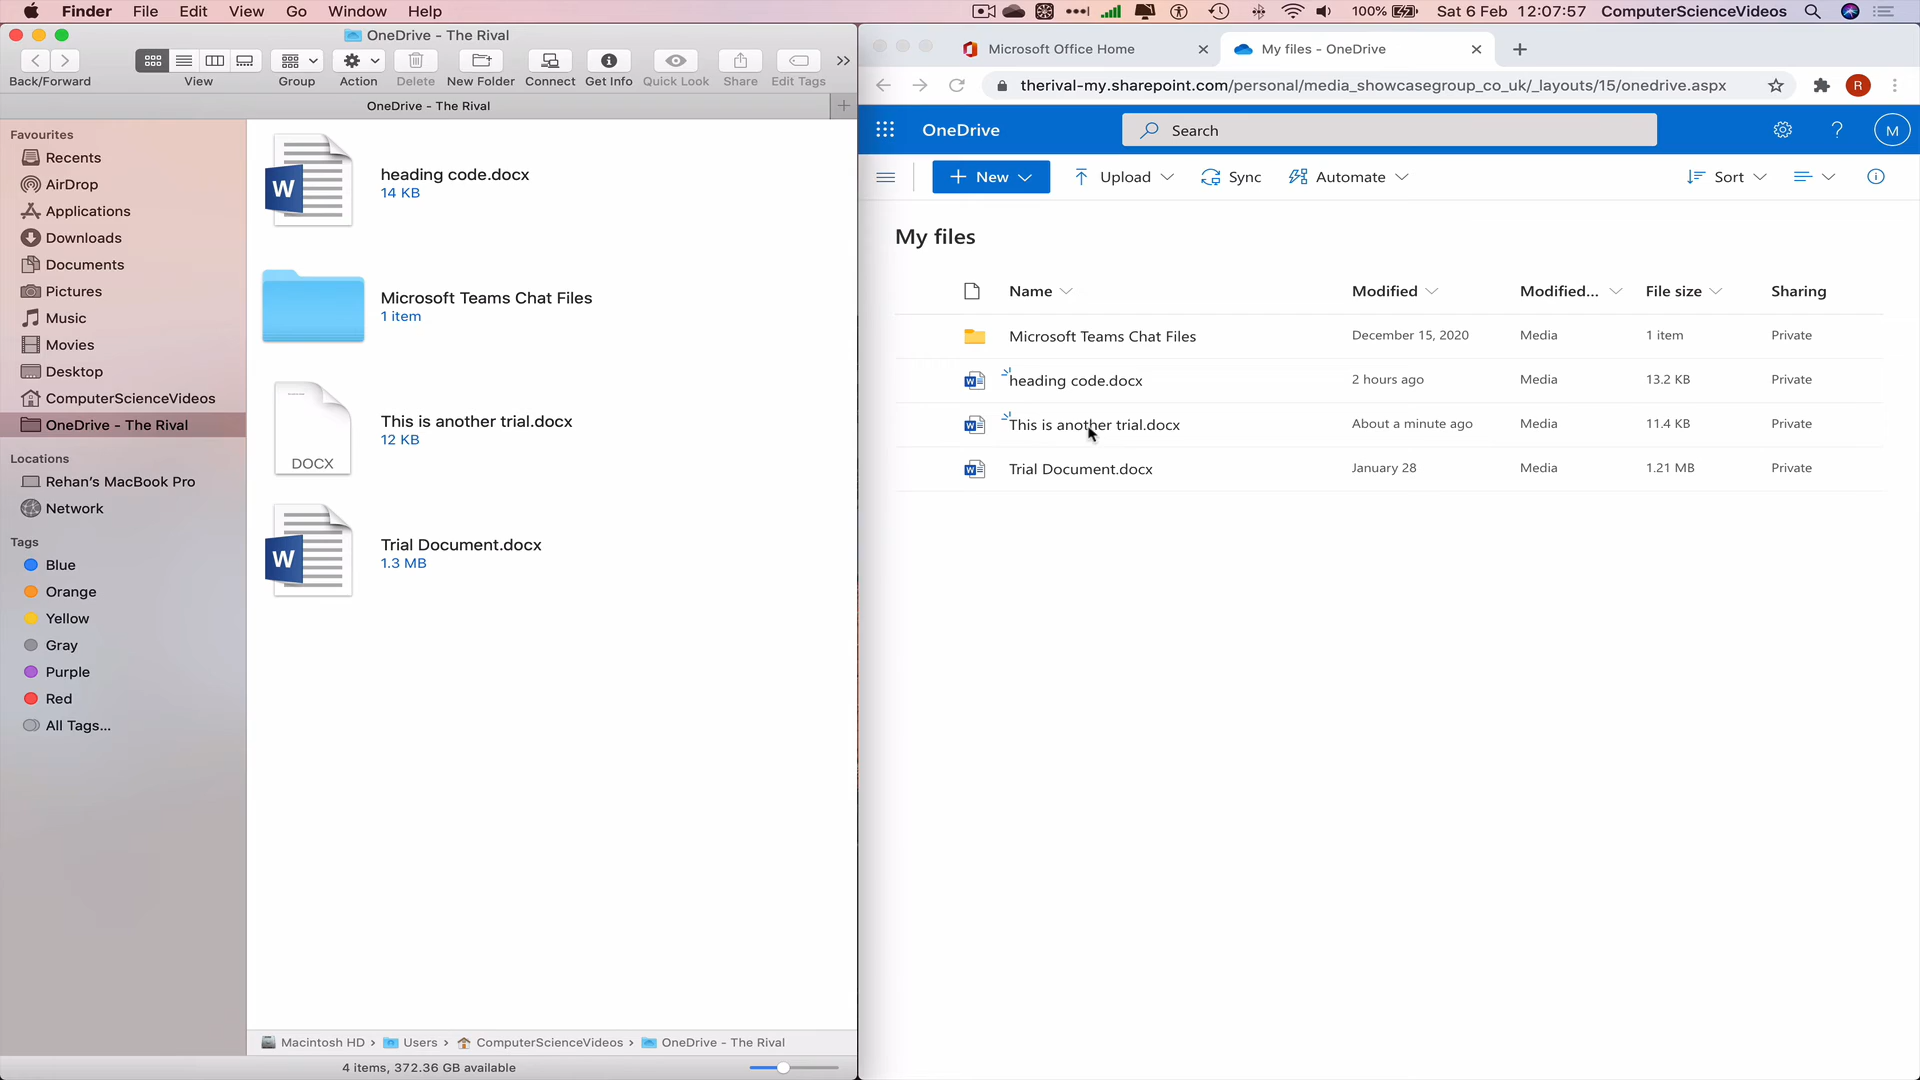 Finder File Edit View Go Window Help
100% Sat 6 Feb 12:07:57 ComputerScienceVideos
OneDrive - The Rival
Back/Forward View Group Action Delete New Folder Connect Get Info Quick Look Share Edit Tags
OneDrive - The Rival
Favourites
Recents
AirDrop
Applications
Downloads
Documents
Pictures
Music
Movies
Desktop
ComputerScienceVideos
OneDrive - The Rival
Locations
Rehan's MacBook Pro
Network
Tags
Blue
Orange
Yellow
Gray
Purple
Red
All Tags...
W
heading code.docx
14 KB
Microsoft Teams Chat Files
1 item
DOCX
This is another trial.docx
12 KB
W
Trial Document.docx
1.3 MB
Macintosh HD › Users › ComputerScienceVideos › OneDrive - The Rival
4 items, 372.36 GB available
Microsoft Office Home
My files - OneDrive
therival-my.sharepoint.com/personal/media_showcasegroup_co_uk/_layouts/15/onedrive.aspx
R
OneDrive
Search
?
M
New Upload Sync Automate Sort
My files
Name Modified Modified... File size Sharing
Microsoft Teams Chat Files December 15, 2020 Media 1 item Private
heading code.docx 2 hours ago Media 13.2 KB Private
This is another trial.docx About a minute ago Media 11.4 KB Private
Trial Document.docx January 28 Media 1.21 MB Private